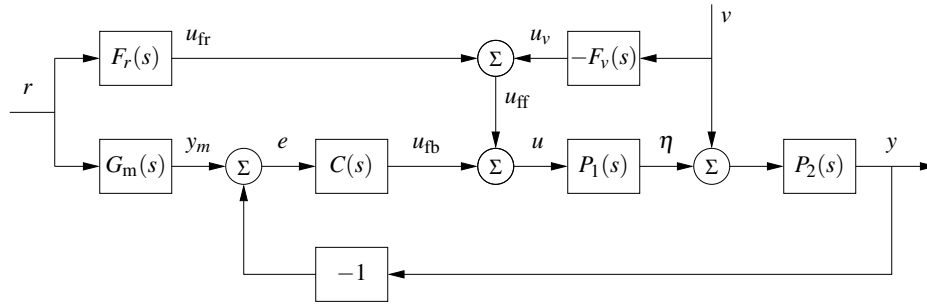 u_fr
u_v
v
F_r(s)
Σ
−F_v(s)
r
u_ff
y_m
e
u_fb
u
η
y
G_m(s)
Σ
C(s)
Σ
P_1(s)
Σ
P_2(s)
−1